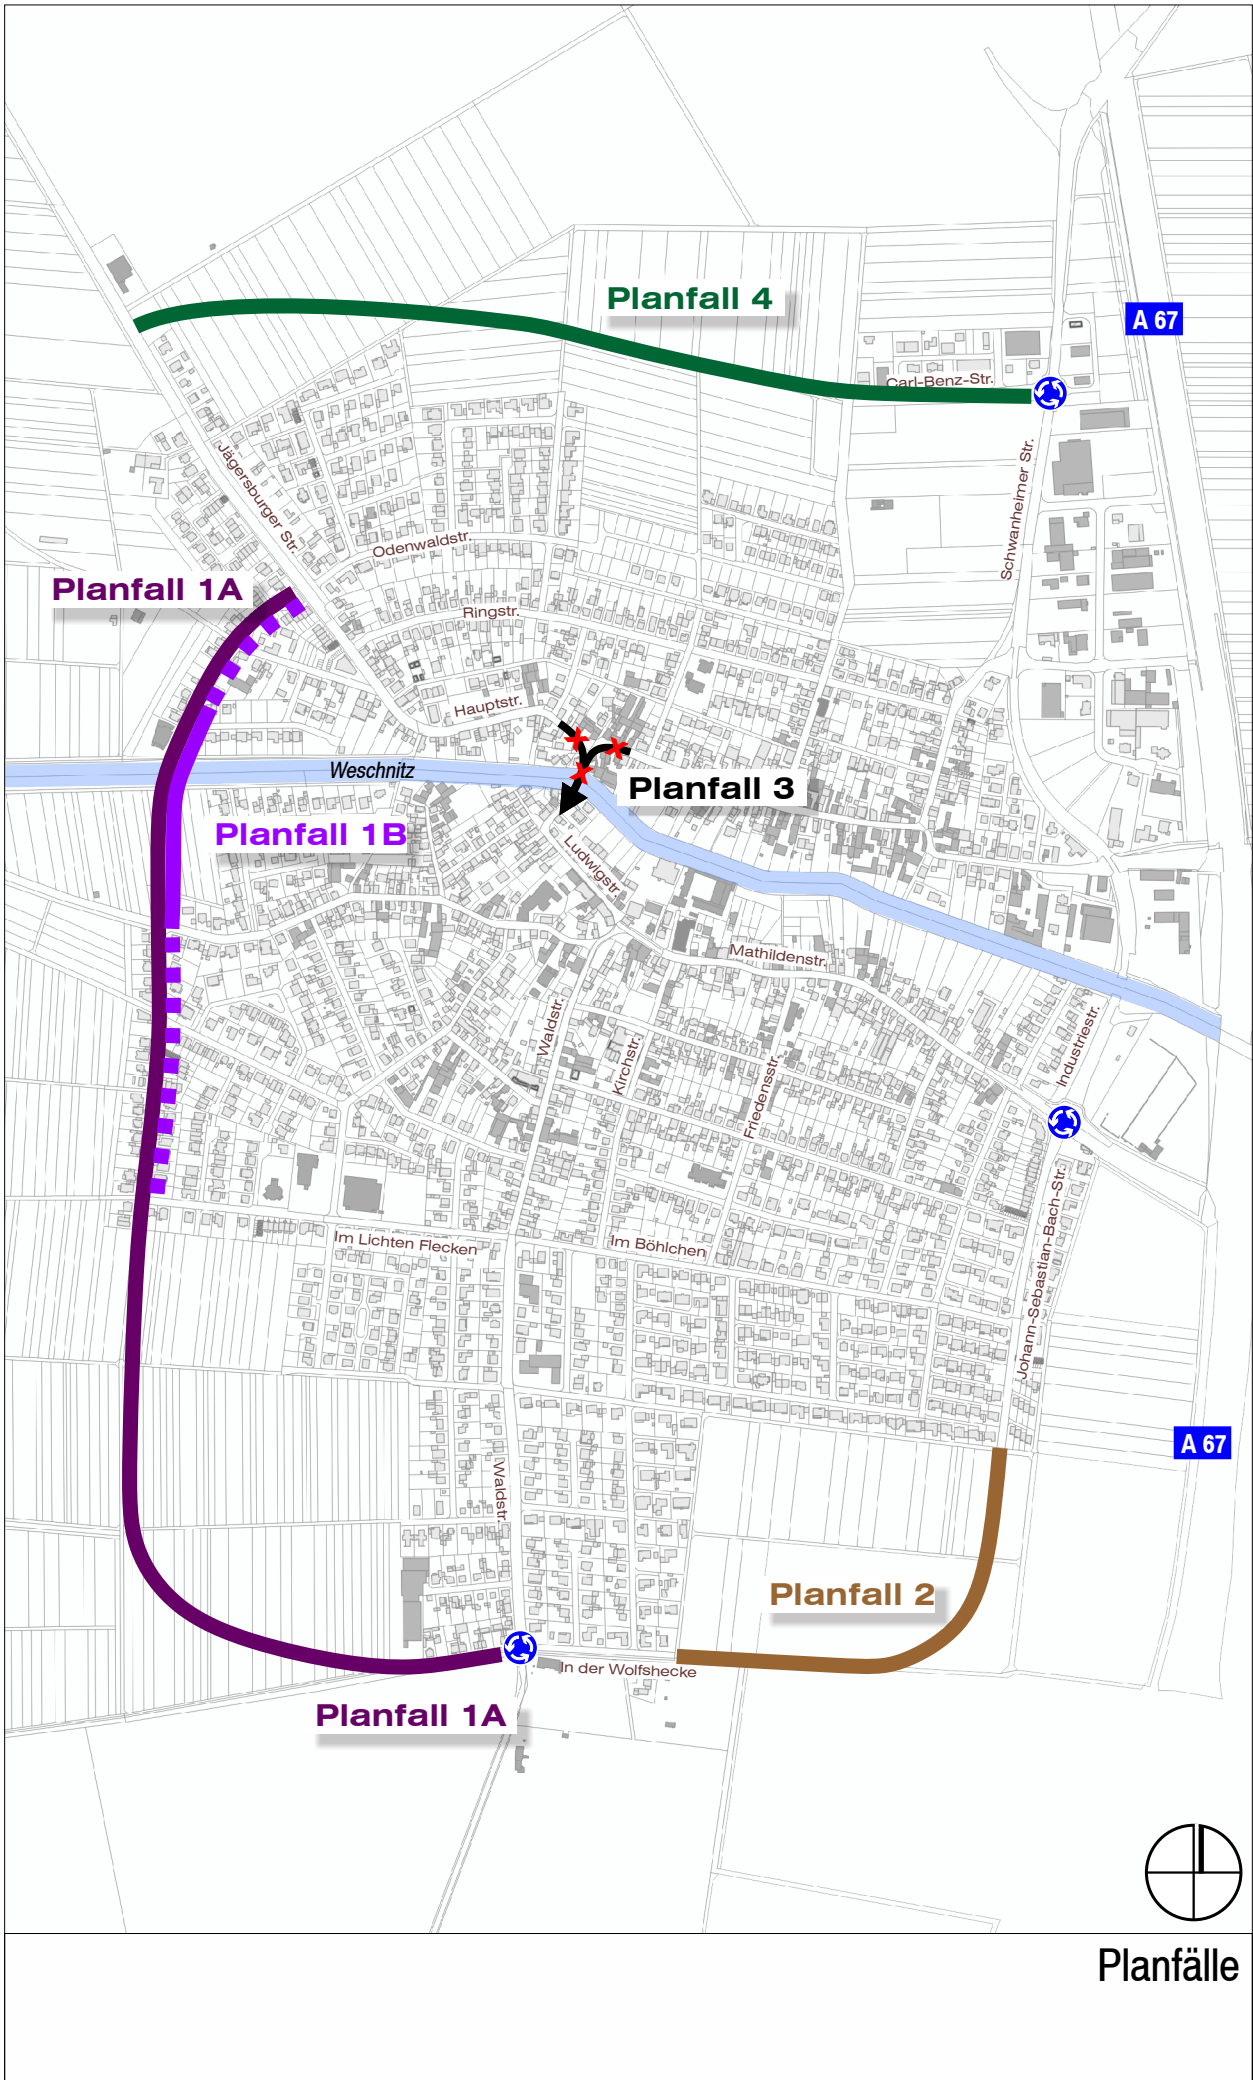 Planfall 4
A 67
Carl-Benz-Str.
Jägersburger Str.
Schwanheimer Str.
Odenwaldstr.
Planfall 1A
Ringstr.
Hauptstr.
Weschnitz
Planfall 3
Planfall 1B
Ludwigstr.
Mathildenstr.
Waldstr.
Kirchstr.
Friedensstr.
Industriestr.
Johann-Sebastian-Bach-Str.
Im Lichten Flecken
Im Böhlchen
A 67
Waldstr.
Planfall 2
In der Wolfshecke
Planfall 1A
Planfälle